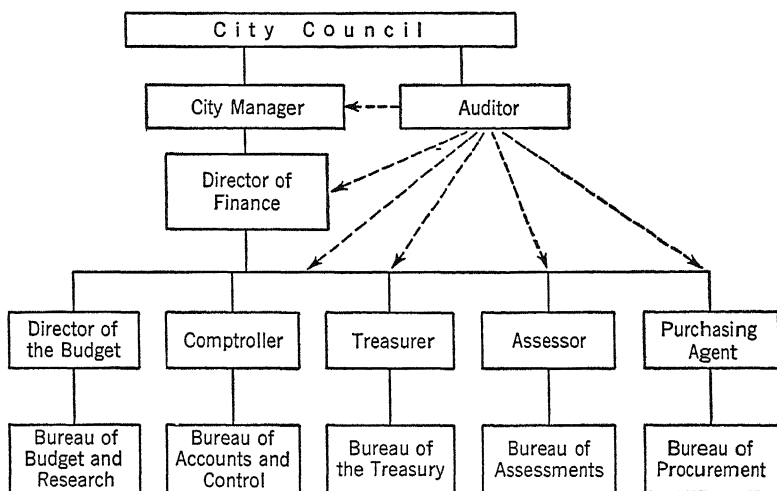 City Council
City Manager
Auditor
Director of
Finance
Director of
the Budget
Comptroller
Treasurer
Assessor
Purchasing
Agent
Bureau of
Budget and
Research
Bureau of
Accounts and
Control
Bureau of
the Treasury
Bureau of
Assessments
Bureau of
Procurement